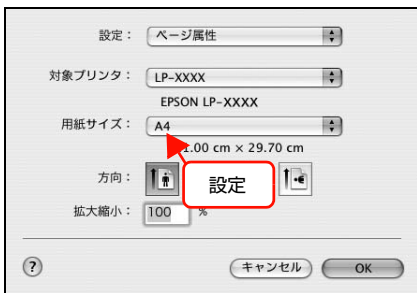 設定： ページ属性
対象プリンタ： LP-XXXX
EPSON LP-XXXX
用紙サイズ： A4
1.00 cm × 29.70 cm
方向： 設定
拡大縮小： 100 %
? キャンセル OK